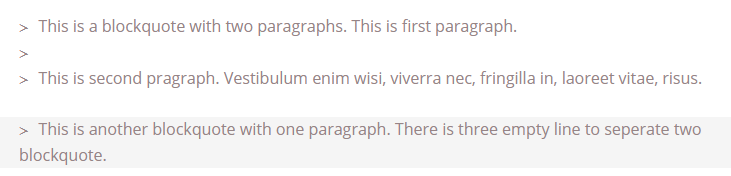 > This is a blockquote with two paragraphs. This is first paragraph.
>
> This is second pragraph. Vestibulum enim wisi, viverra nec, fringilla in, laoreet vitae, risus.
> This is another blockquote with one paragraph. There is three empty line to seperate two
blockquote.